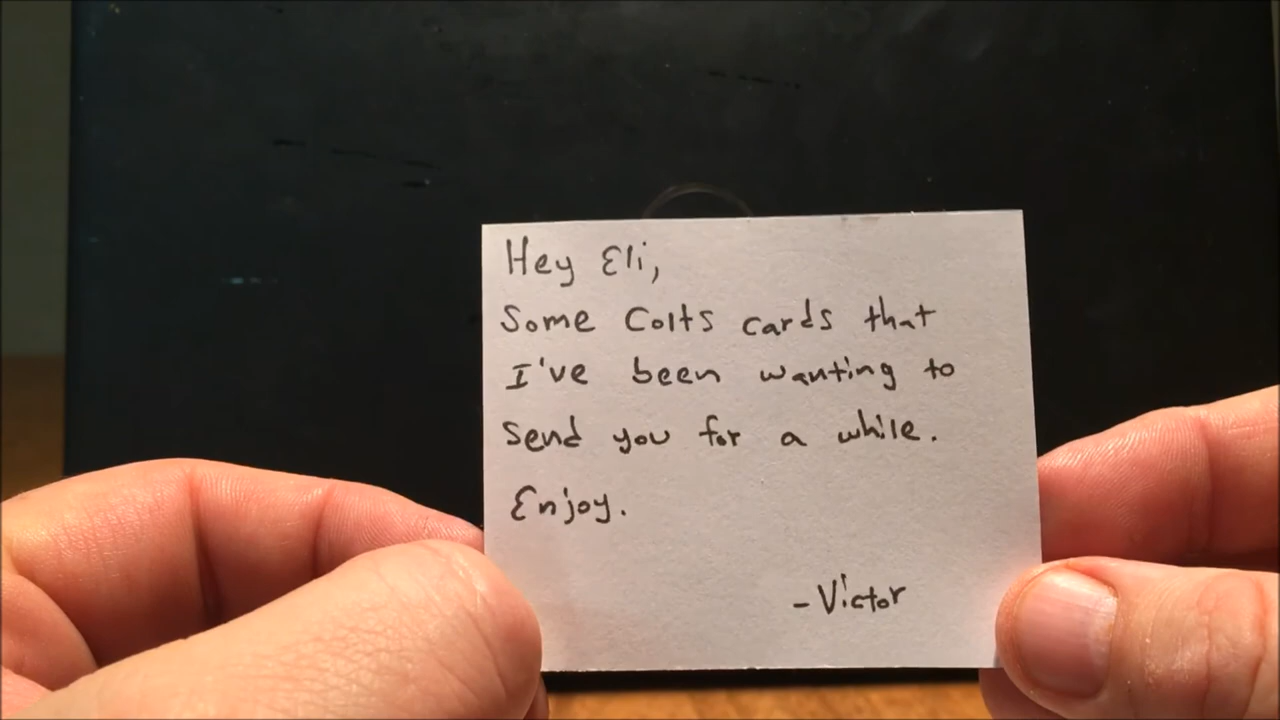 Hey Eli,
Some Colts cards that
I've been wanting to
send you for a while.
Enjoy.
-Victor